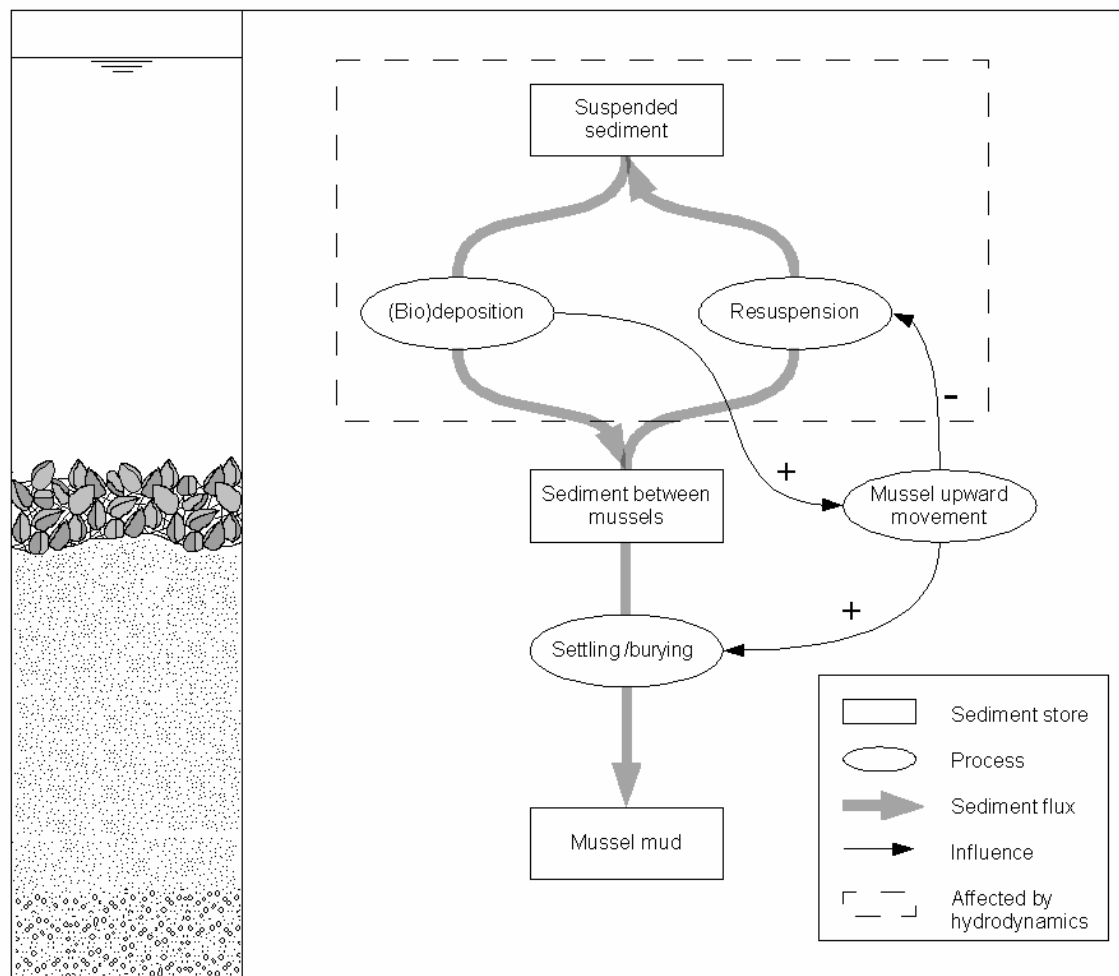 Suspended
sediment
(Bio)deposition
Resuspension
-
+
Sediment between
mussels
Mussel upward
movement
+
Settling/burying
Mussel mud
Sediment store
Process
Sediment flux
Influence
Affected by
hydrodynamics